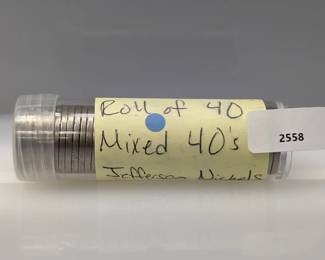 Roll of 40
Mixed 40's
Jefferson Nickels
2558